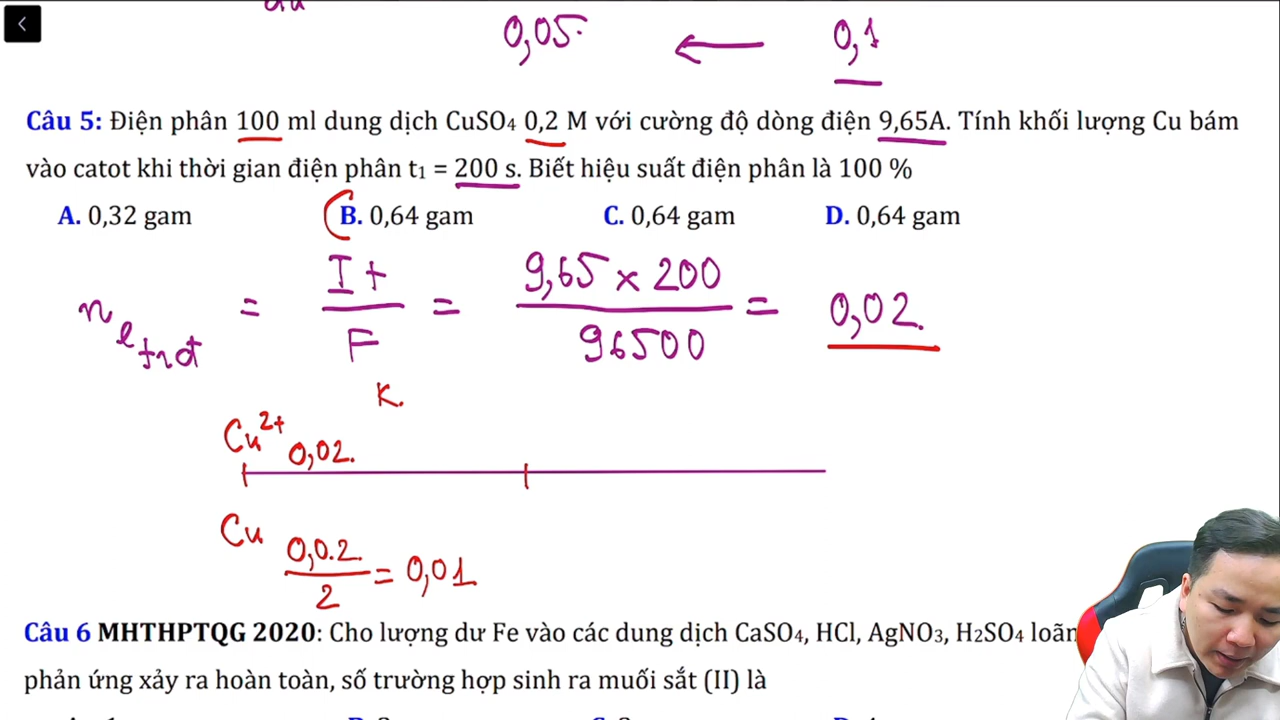 0,05 ← 0,1
Câu 5: Điện phân 100 ml dung dịch CuSO₄ 0,2 M với cường độ dòng điện 9,65A. Tính khối lượng Cu bám
vào catot khi thời gian điện phân t₁ = 200 s. Biết hiệu suất điện phân là 100 %
A. 0,32 gam B. 0,64 gam C. 0,64 gam D. 0,64 gam
n e trđ = It / F = 9,65 x 200 / 96500 = 0,02.
K.
Cu²⁺ 0,02.
Cu 0,02 / 2 = 0,01
Câu 6 MHTHPTQG 2020: Cho lượng dư Fe vào các dung dịch CaSO₄, HCl, AgNO₃, H₂SO₄
phản ứng xảy ra hoàn toàn, số trường hợp sinh ra muối sắt (II) là